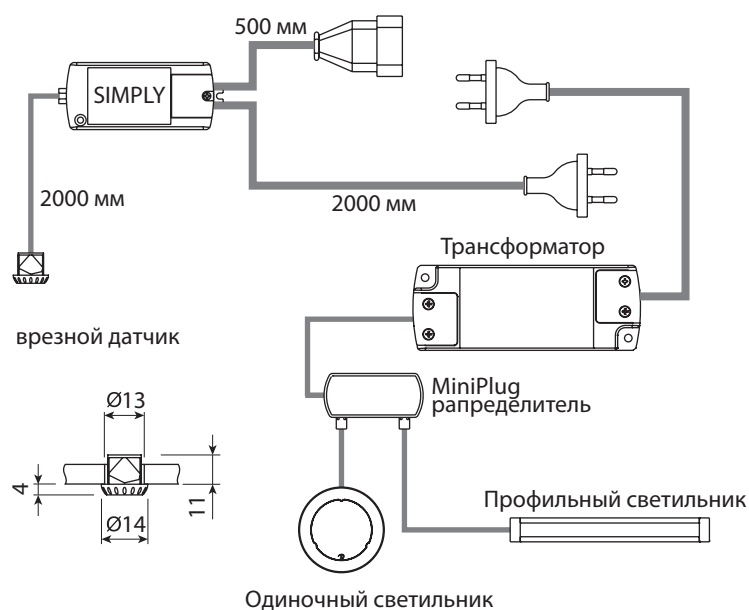 500 мм
SIMPLY
2000 мм
2000 мм
Трансформатор
врезной датчик
MiniPlug
рапределитель
Ø13
4
11
Ø14
Профильный светильник
Одиночный светильник